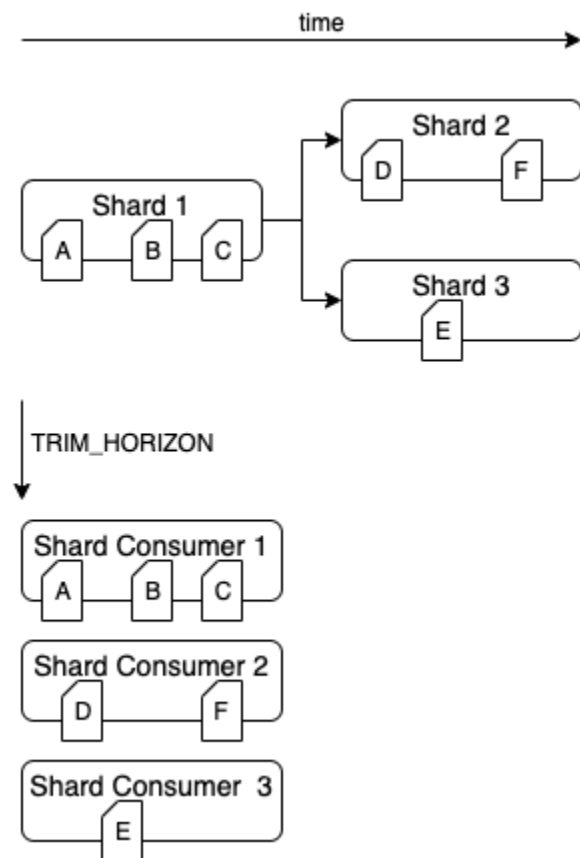 time
Shard 2
D
F
Shard 1
A
B
C
Shard 3
E
TRIM_HORIZON
Shard Consumer 1
A
B
C
Shard Consumer 2
D
F
Shard Consumer 3
E